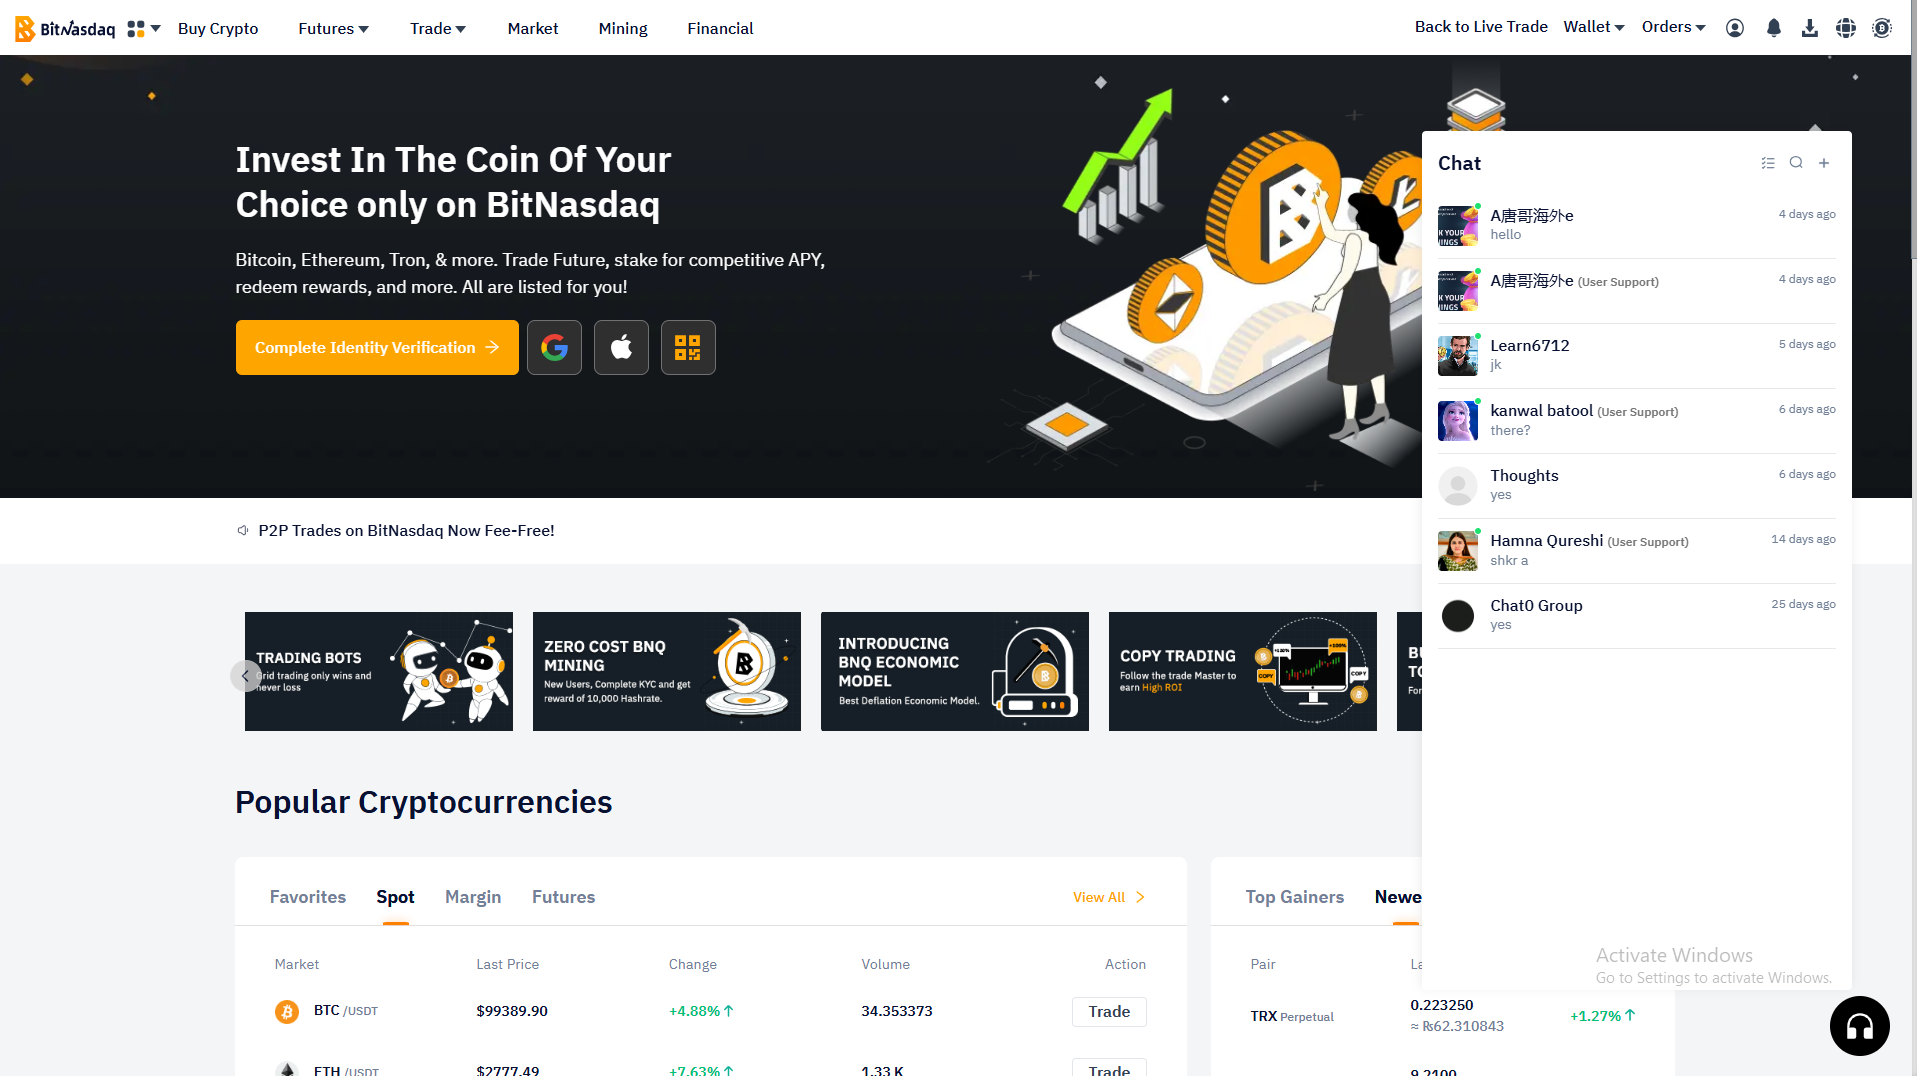 BitNasdaq
Buy Crypto
Futures
Trade
Market
Mining
Financial
Back to Live Trade
Wallet
Orders
Invest In The Coin Of Your
Choice only on BitNasdaq
Bitcoin, Ethereum, Tron, & more. Trade Future, stake for competitive APY,
redeem rewards, and more. All are listed for you!
Complete Identity Verification
P2P Trades on BitNasdaq Now Fee-Free!
TRADING BOTS
Grid trading only wins and
never loss
ZERO COST BNQ
MINING
New Users, Complete KYC and get
reward of 10,000 Hashrate.
INTRODUCING
BNQ ECONOMIC
MODEL
Best Deflation Economic Model.
COPY TRADING
Follow the trade Master to
earn High ROI
COPY
COPY
Popular Cryptocurrencies
Favorites
Spot
Margin
Futures
View All
Market
Last Price
Change
Volume
Action
BTC /USDT
$99389.90
+4.88%
34.353373
Trade
ETH /USDT
$2777.49
+7.63%
1.33 K
Trade
Top Gainers
Newe
Pair
La
TRX Perpetual
0.223250
≈ ₨62.310843
+1.27%
9.2100
Chat
A唐哥海外e
4 days ago
hello
A唐哥海外e (User Support)
4 days ago
Learn6712
5 days ago
jk
kanwal batool (User Support)
6 days ago
there?
Thoughts
6 days ago
yes
Hamna Qureshi (User Support)
14 days ago
shkr a
Chat0 Group
25 days ago
yes
Activate Windows
Go to Settings to activate Windows.